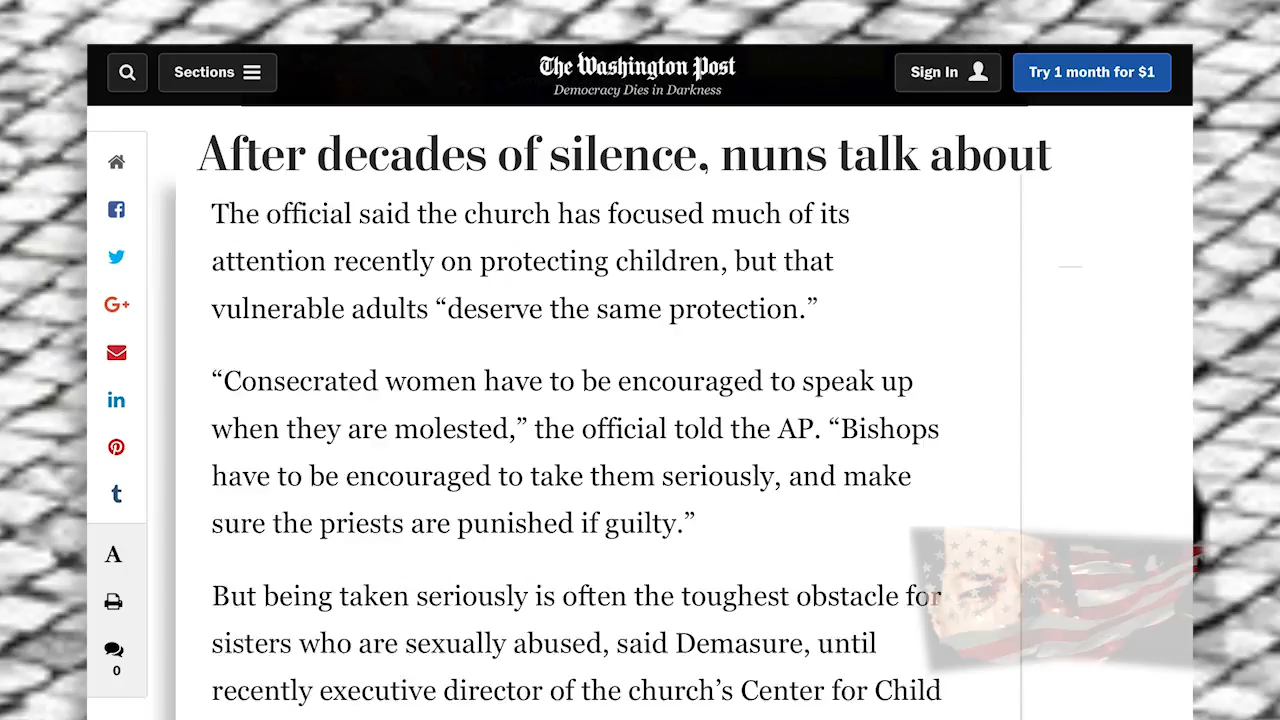 Sections
The Washington Post
Democracy Dies in Darkness
Sign In
Try 1 month for $1
After decades of silence, nuns talk about
The official said the church has focused much of its
attention recently on protecting children, but that
vulnerable adults “deserve the same protection.”
“Consecrated women have to be encouraged to speak up
when they are molested,” the official told the AP. “Bishops
have to be encouraged to take them seriously, and make
sure the priests are punished if guilty.”
But being taken seriously is often the toughest obstacle for
sisters who are sexually abused, said Demasure, until
recently executive director of the church’s Center for Child
G+
in
t
A
0